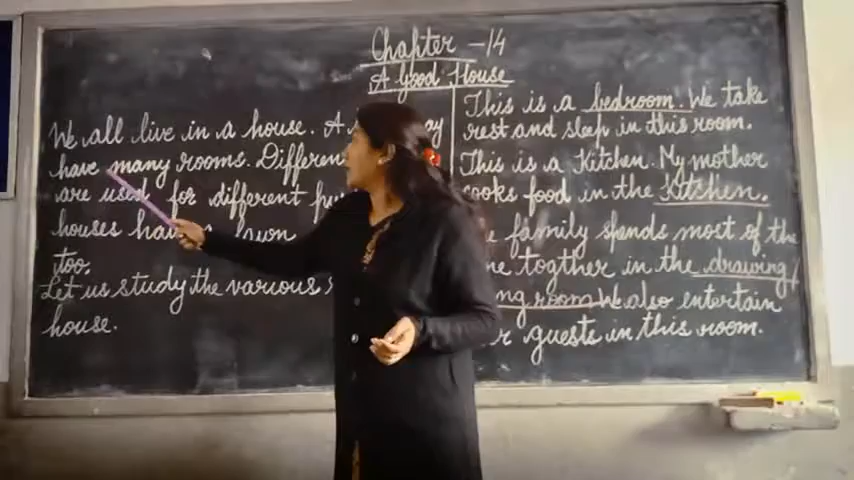 Chapter - 14
A Good House
We all live in a house. A
have many rooms. Different
are used for different
houses have lawn
too.
Let us study the various
house.
This is a bedroom. We take
rest and sleep in this room.
This is a Kitchen. My mother
cooks food in the kitchen.
family spends most of the
together in the drawing
room. We also entertain
guests in this room.